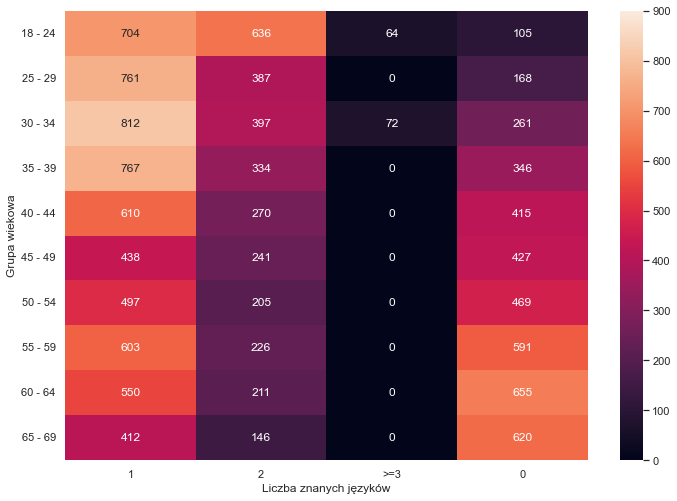 18 - 24 704 636 64 105
25 - 29 761 387 0 168
30 - 34 812 397 72 261
35 - 39 767 334 0 346
40 - 44 610 270 0 415
45 - 49 438 241 0 427
50 - 54 497 205 0 469
55 - 59 603 226 0 591
60 - 64 550 211 0 655
65 - 69 412 146 0 620
Grupa wiekowa
1 2 >=3 0
Liczba znanych języków
900
800
700
600
500
400
300
200
100
0